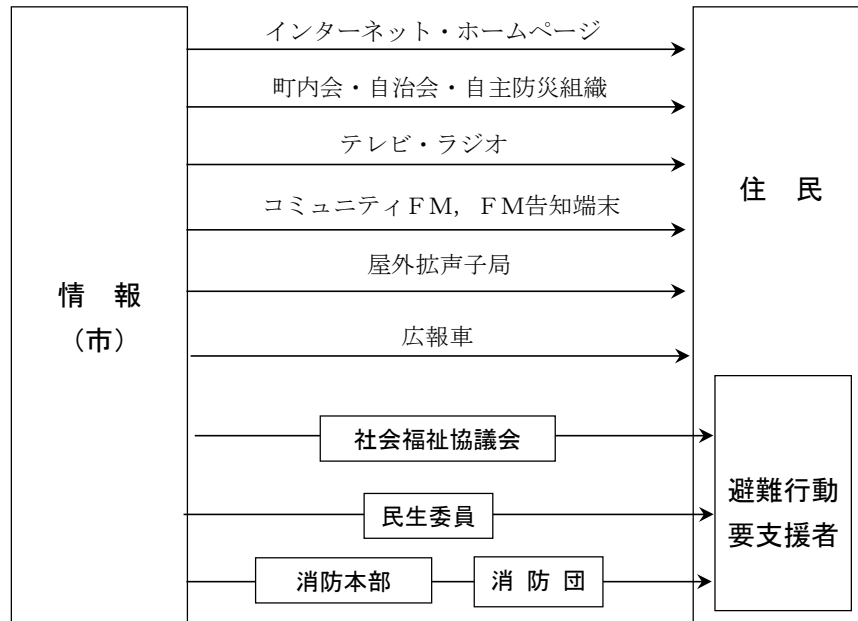 インターネット・ホームページ
町内会・自治会・自主防災組織
テレビ・ラジオ
コミュニティＦＭ，ＦＭ告知端末
屋外拡声子局
広報車
情　報
（市）
住　民
社会福祉協議会
民生委員
消防本部
消 防 団
避難行動
要支援者